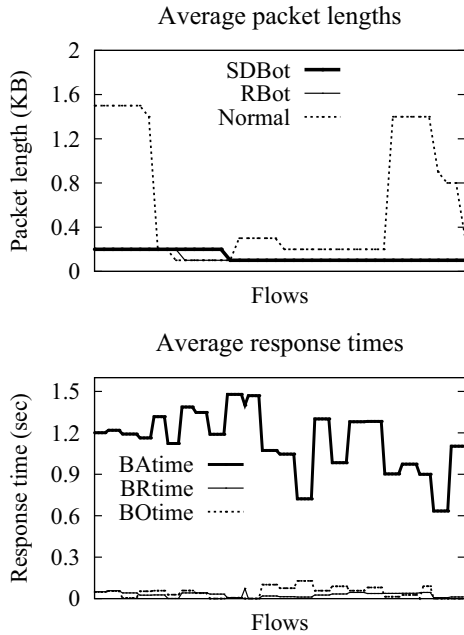 Average packet lengths
Packet length (KB)
2
1.6
1.2
0.8
0.4
0
SDBot
RBot
Normal
Flows
Average response times
Response time (sec)
1.5
1.2
0.9
0.6
0.3
0
BAtime
BRtime
BOtime
Flows